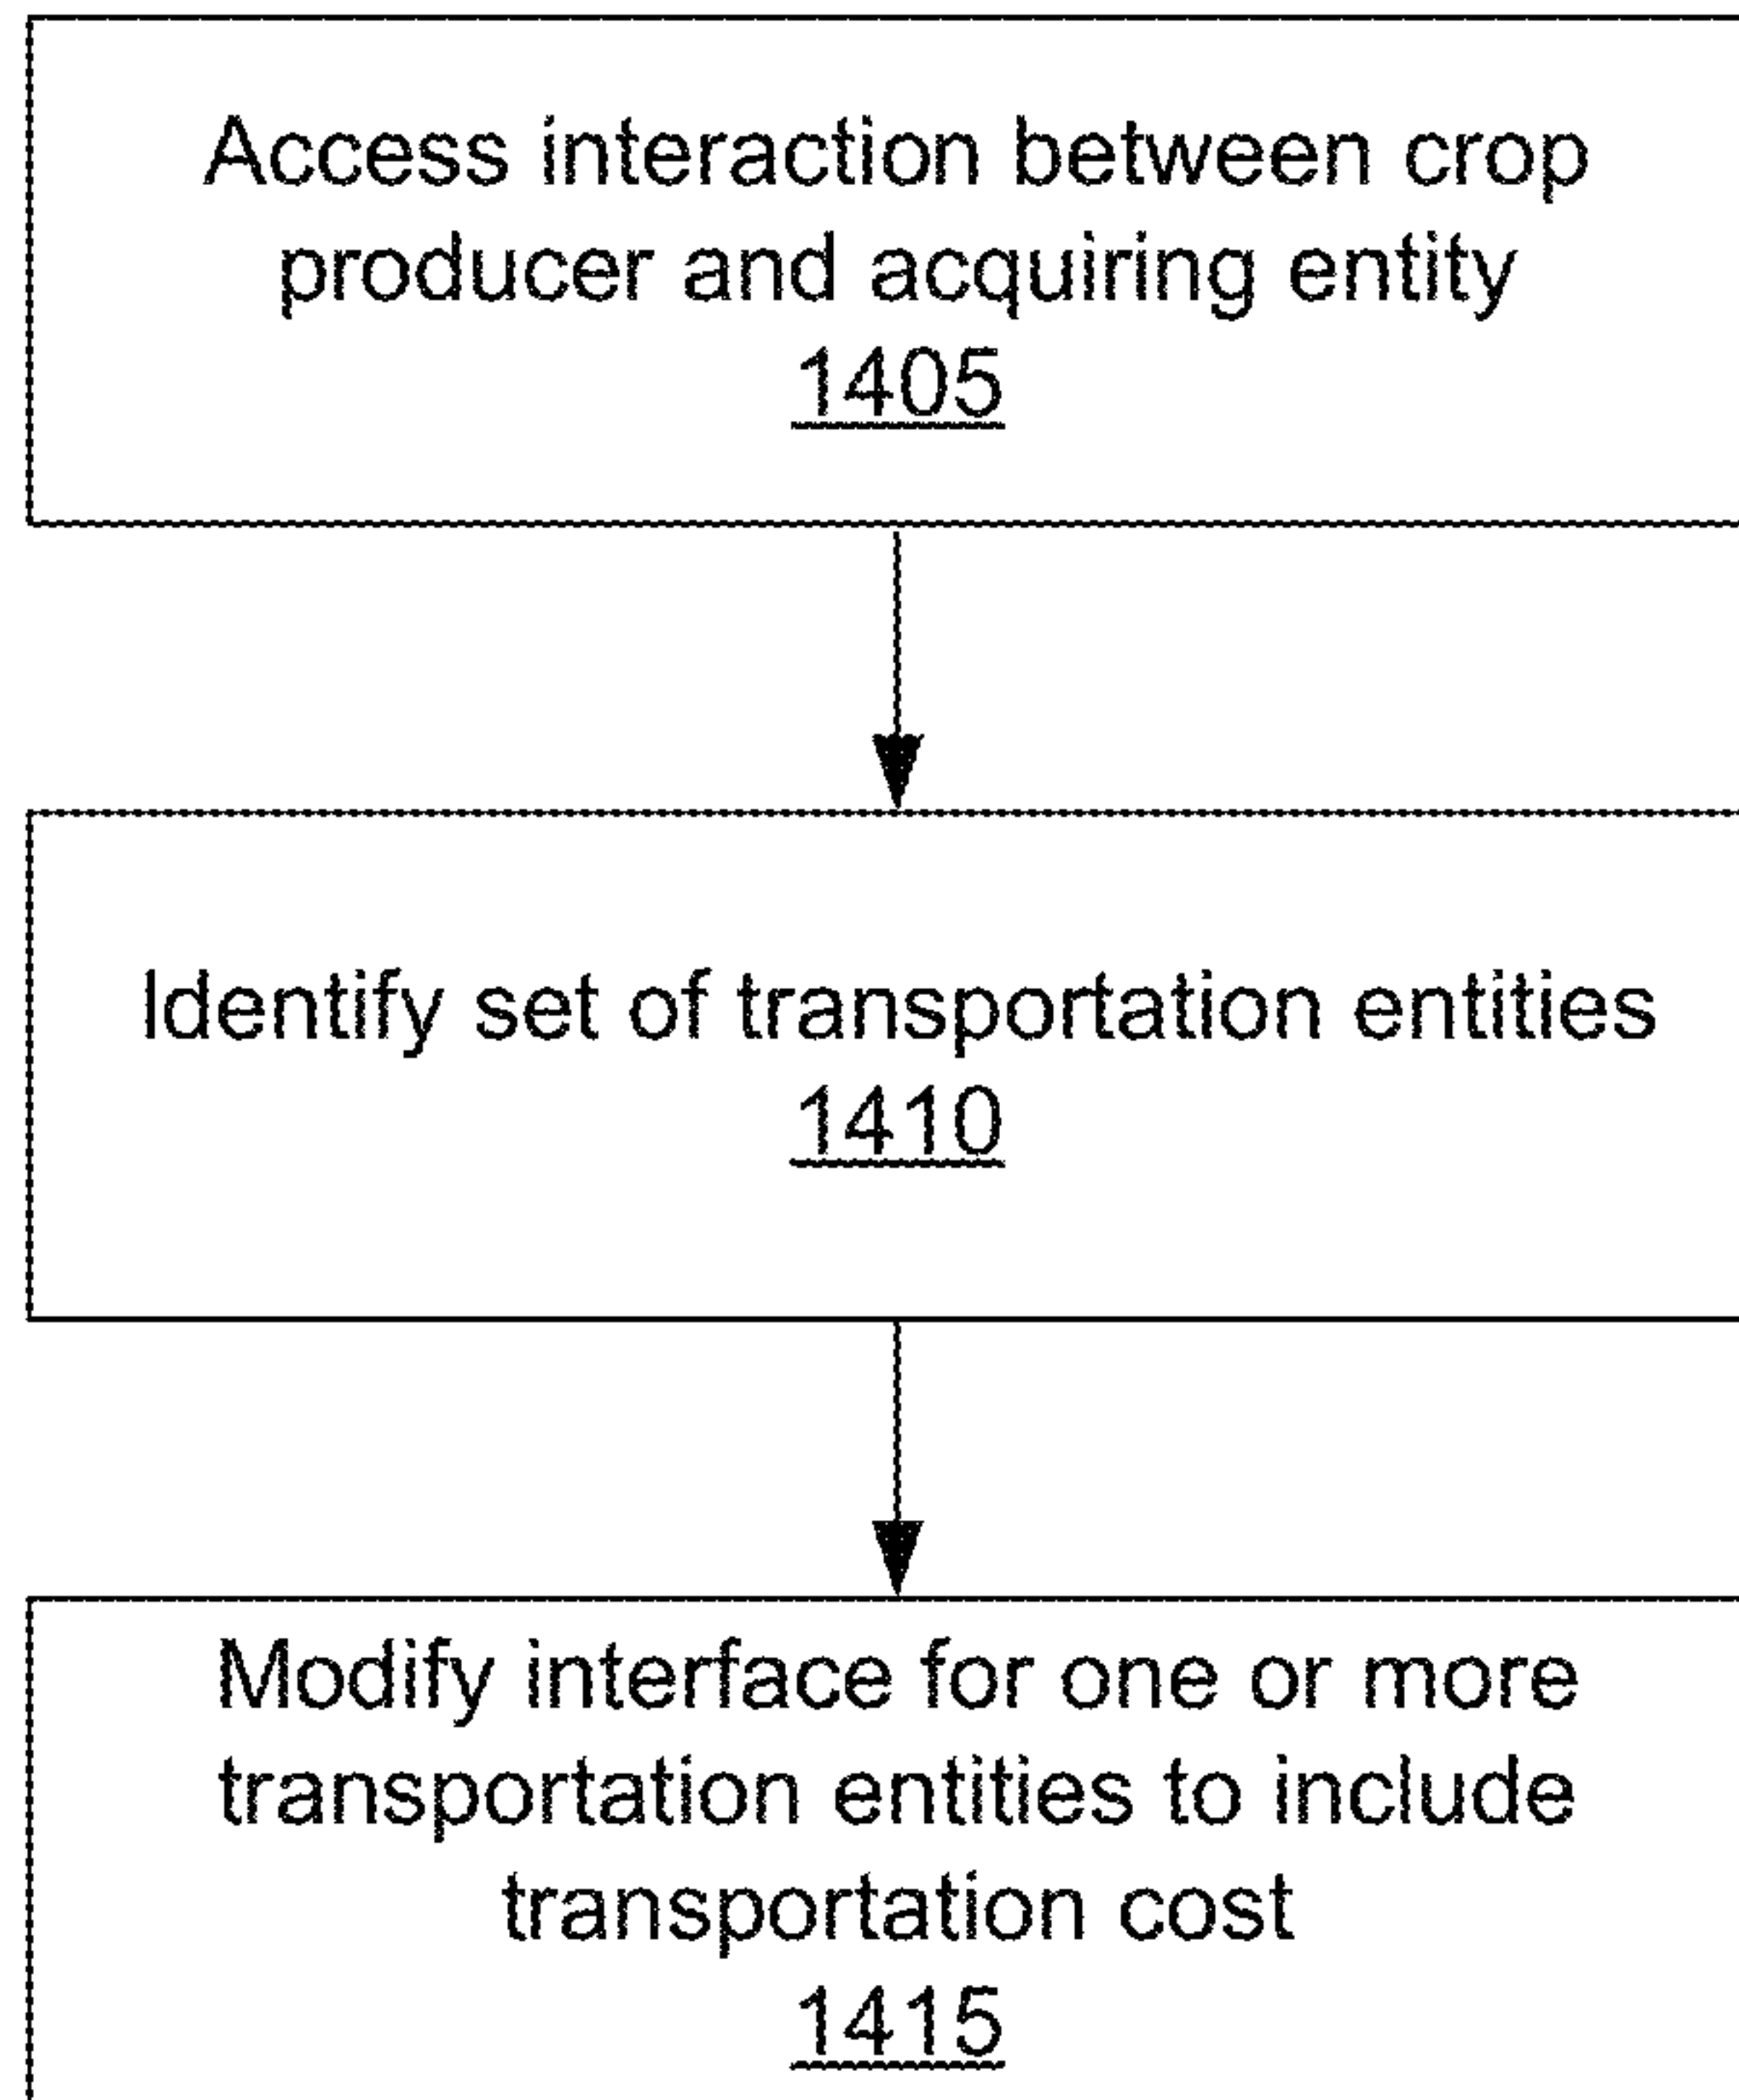 Access interaction between crop
producer and acquiring entity
1405
Identify set of transportation entities
1410
Modify interface for one or more
transportation entities to include
transportation cost
1415